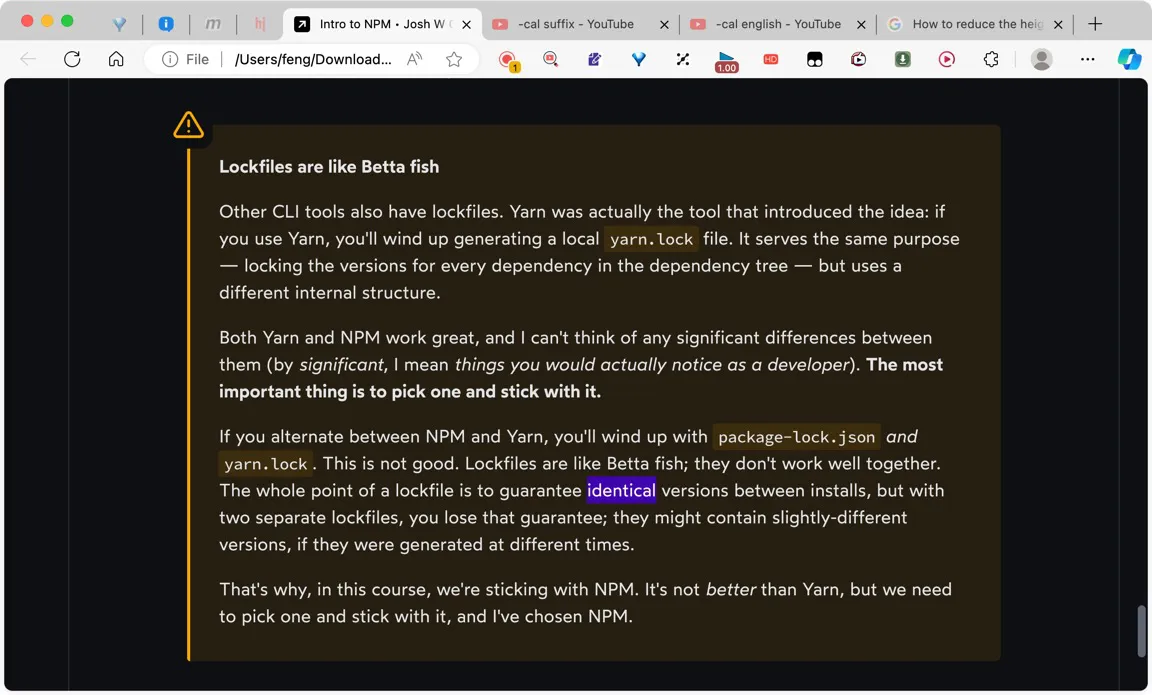 Intro to NPM • Josh W C
-cal suffix - YouTube
-cal english - YouTube
How to reduce the heig
File
/Users/feng/Download...
1
1.00
HD
Lockfiles are like Betta fish
Other CLI tools also have lockfiles. Yarn was actually the tool that introduced the idea: if
you use Yarn, you'll wind up generating a local yarn.lock file. It serves the same purpose
— locking the versions for every dependency in the dependency tree — but uses a
different internal structure.
Both Yarn and NPM work great, and I can't think of any significant differences between
them (by significant, I mean things you would actually notice as a developer). The most
important thing is to pick one and stick with it.
If you alternate between NPM and Yarn, you'll wind up with package-lock.json and
yarn.lock. This is not good. Lockfiles are like Betta fish; they don't work well together.
The whole point of a lockfile is to guarantee identical versions between installs, but with
two separate lockfiles, you lose that guarantee; they might contain slightly-different
versions, if they were generated at different times.
That's why, in this course, we're sticking with NPM. It's not better than Yarn, but we need
to pick one and stick with it, and I've chosen NPM.